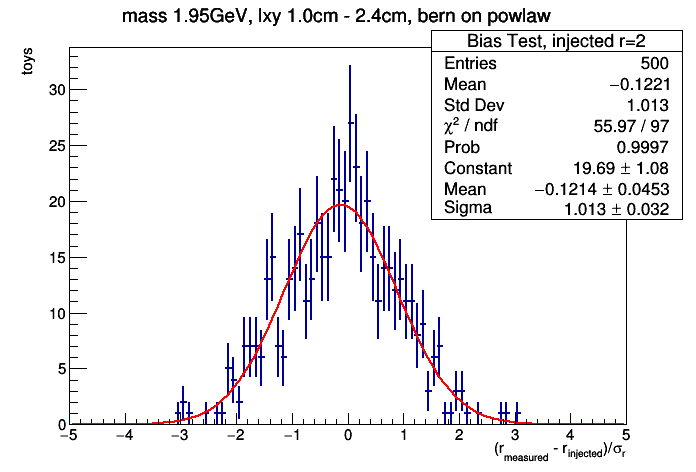 mass 1.95GeV, lxy 1.0cm - 2.4cm, bern on powlaw
toys
Bias Test, injected r=2
Entries 500
Mean −0.1221
Std Dev 1.013
χ² / ndf 55.97 / 97
Prob 0.9997
Constant 19.69 ± 1.08
Mean −0.1214 ± 0.0453
Sigma 1.013 ± 0.032
30
25
20
15
10
5
0
−5 −4 −3 −2 −1 0 1 2 3 4 5
(r_measured - r_injected)/σ_r